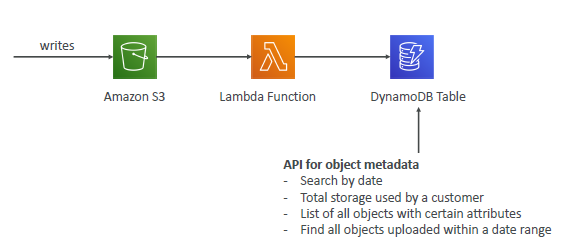 writes
Amazon S3
Lambda Function
DynamoDB Table
API for object metadata
- Search by date
- Total storage used by a customer
- List of all objects with certain attributes
- Find all objects uploaded within a date range